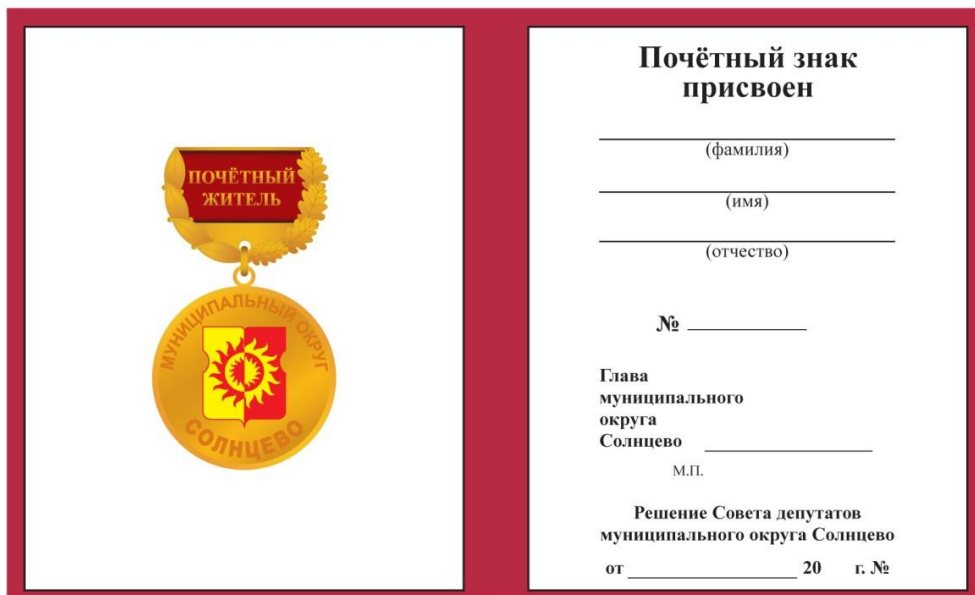 ПОЧЁТНЫЙ
ЖИТЕЛЬ
МУНИЦИПАЛЬНЫЙ ОКРУГ
СОЛНЦЕВО
Почётный знак
присвоен
(фамилия)
(имя)
(отчество)
№
Глава
муниципального
округа
Солнцево
М.П.
Решение Совета депутатов
муниципального округа Солнцево
от 20 г. №